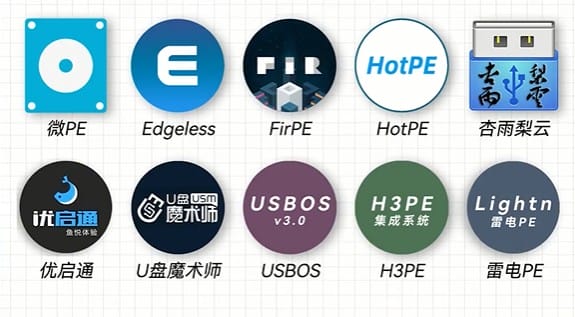 E
FIR
HotPE
杏雨
梨雲
微PE
Edgeless
FirPE
HotPE
杏雨梨云
优启通
鱼悦体验
U盘 USM
魔术师
USBOS
v3.0
H3PE
集成系统
Lightn
雷电PE
优启通
U盘魔术师
USBOS
H3PE
雷电PE